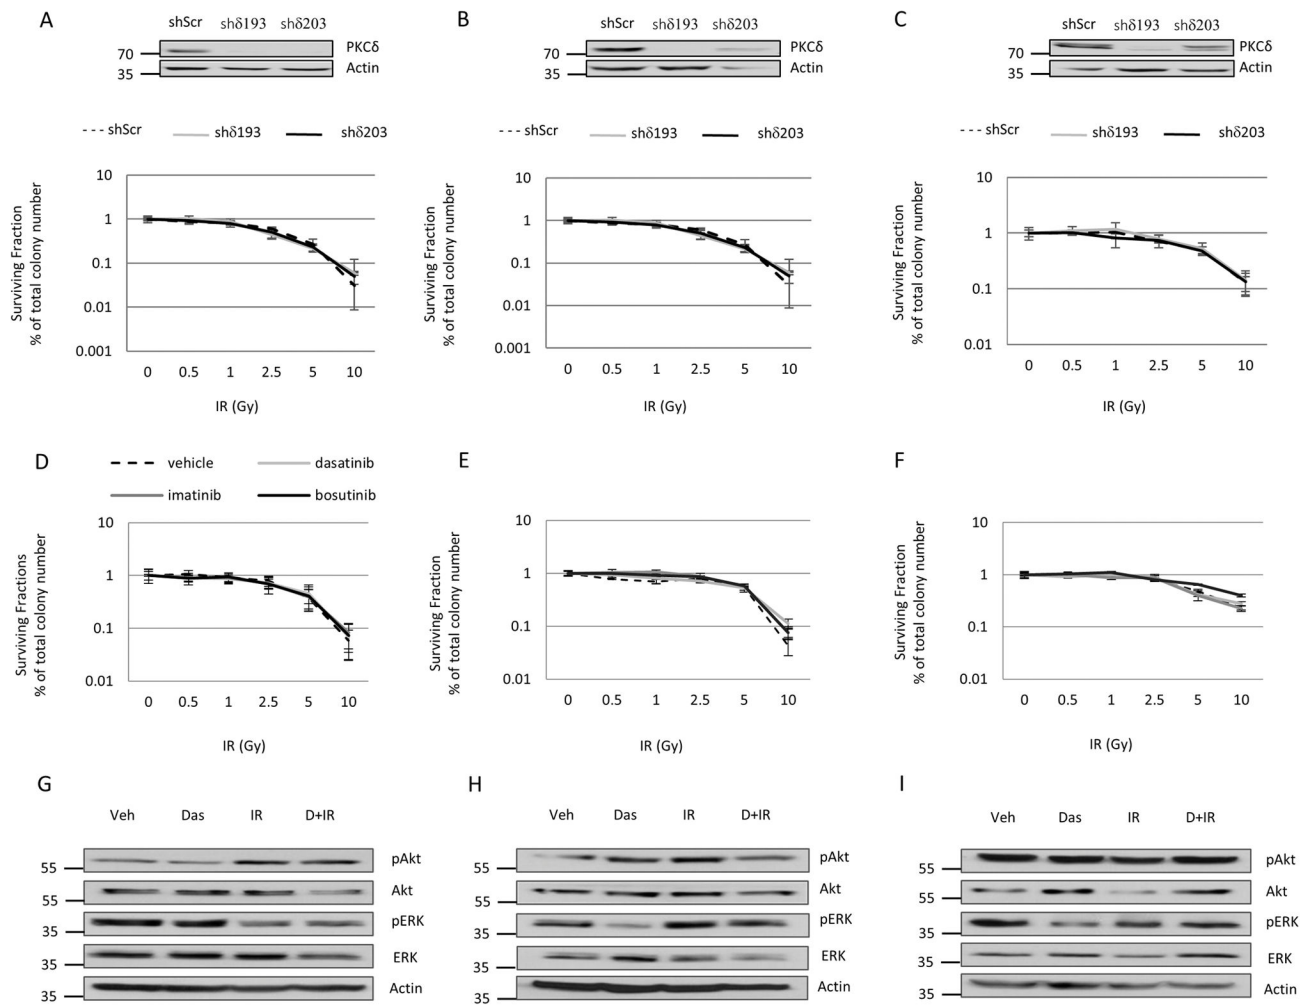 A
shScr shδ193 shδ203
70 PKCδ
35 Actin
shScr shδ193 shδ203
Surviving Fraction
% of total colony number
10
1
0.1
0.01
0.001
0 0.5 1 2.5 5 10
IR (Gy)
B
shScr shδ193 shδ203
70 PKCδ
35 Actin
shScr shδ193 shδ203
Surviving Fraction
% of total colony number
10
1
0.1
0.01
0.001
0 0.5 1 2.5 5 10
IR (Gy)
C
shScr shδ193 shδ203
70 PKCδ
35 Actin
shScr shδ193 shδ203
Surviving Fraction
% of total colony number
10
1
0.1
0.01
0 0.5 1 2.5 5 10
IR (Gy)
D
vehicle dasatinib
imatinib bosutinib
Surviving Fractions
% of total colony number
10
1
0.1
0.01
0 0.5 1 2.5 5 10
IR (Gy)
E
Surviving Fraction
% of total colony number
10
1
0.1
0.01
0 0.5 1 2.5 5 10
IR (Gy)
F
Surviving Fraction
% of total colony number
10
1
0.1
0.01
0 0.5 1 2.5 5 10
IR (Gy)
G
Veh Das IR D+IR
55 pAkt
55 Akt
35 pERK
35 ERK
35 Actin
H
Veh Das IR D+IR
55 pAkt
55 Akt
35 pERK
35 ERK
35 Actin
I
Veh Das IR D+IR
55 pAkt
55 Akt
35 pERK
35 ERK
35 Actin